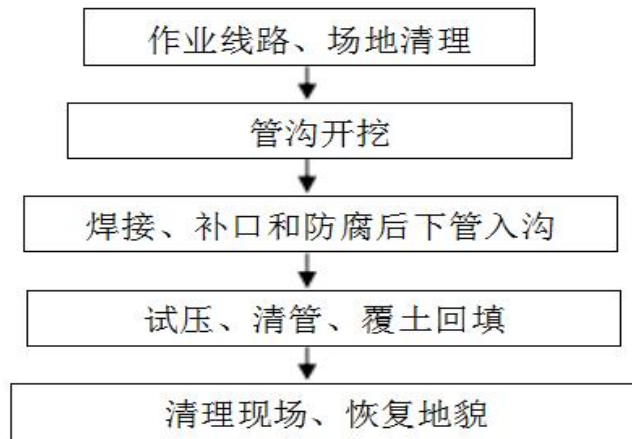 作业线路、场地清理
管沟开挖
焊接、补口和防腐后下管入沟
试压、清管、覆土回填
清理现场、恢复地貌